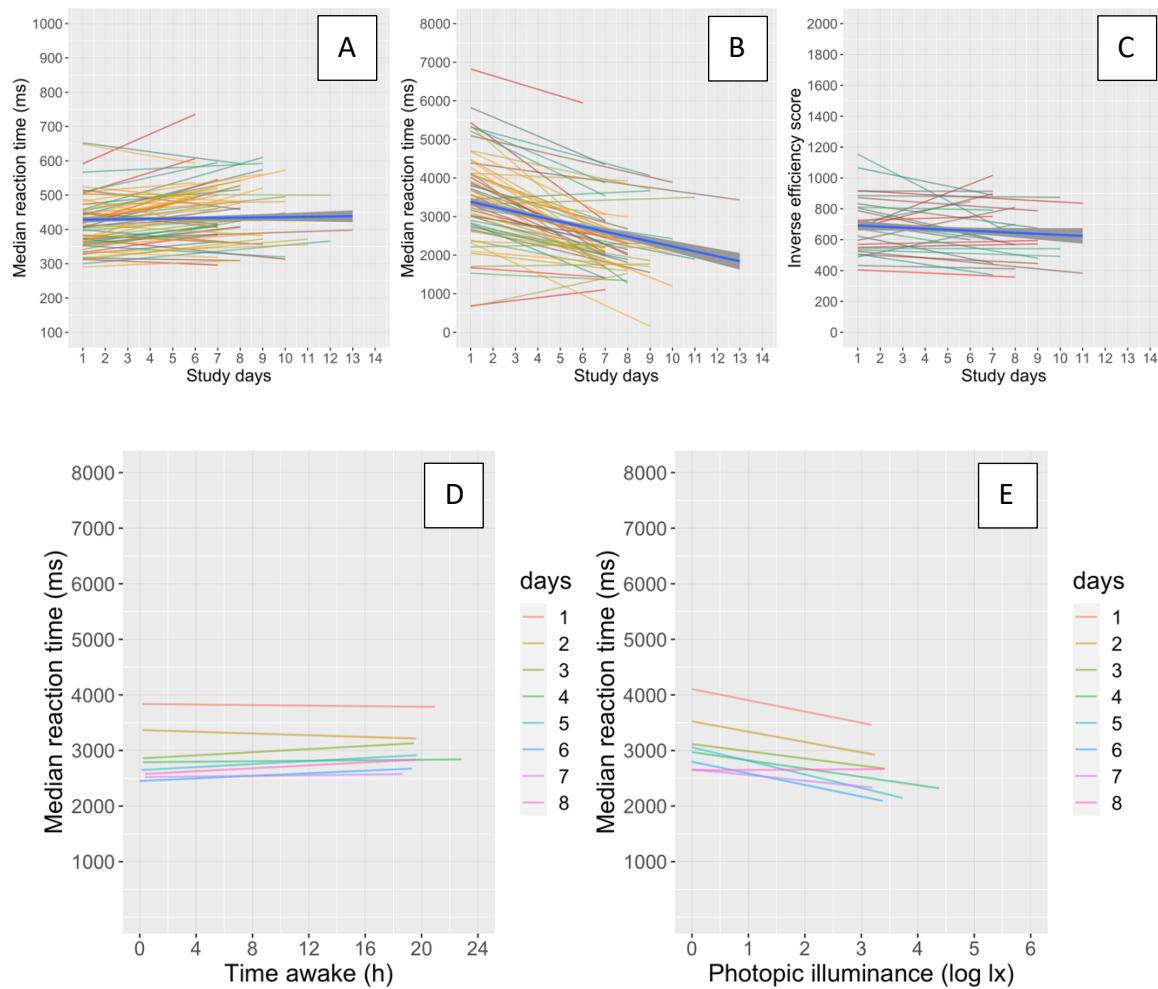 A
Median reaction time (ms)
1000
900
800
700
600
500
400
300
200
100
1 2 3 4 5 6 7 8 9 10 11 12 13 14
Study days
B
Median reaction time (ms)
8000
7000
6000
5000
4000
3000
2000
1000
0
1 2 3 4 5 6 7 8 9 10 11 12 13 14
Study days
C
Inverse efficiency score
2000
1800
1600
1400
1200
1000
800
600
400
200
0
1 2 3 4 5 6 7 8 9 10 11 12 13 14
Study days
D
Median reaction time (ms)
8000
7000
6000
5000
4000
3000
2000
1000
0 4 8 12 16 20 24
Time awake (h)
days
1
2
3
4
5
6
7
8
E
Median reaction time (ms)
8000
7000
6000
5000
4000
3000
2000
1000
0 1 2 3 4 5 6
Photopic illuminance (log lx)
days
1
2
3
4
5
6
7
8